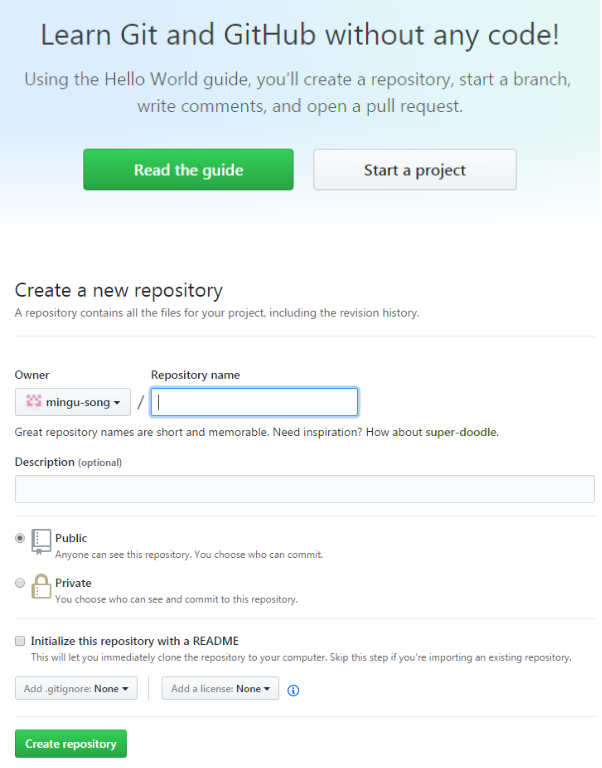 Learn Git and GitHub without any code!
Using the Hello World guide, you'll create a repository, start a branch,
write comments, and open a pull request.
Read the guide
Start a project
Create a new repository
A repository contains all the files for your project, including the revision history.
Owner
Repository name
mingu-song
/
Great repository names are short and memorable. Need inspiration? How about super-doodle.
Description (optional)
Public
Anyone can see this repository. You choose who can commit.
Private
You choose who can see and commit to this repository.
Initialize this repository with a README
This will let you immediately clone the repository to your computer. Skip this step if you're importing an existing repository.
Add .gitignore: None
Add a license: None
Create repository